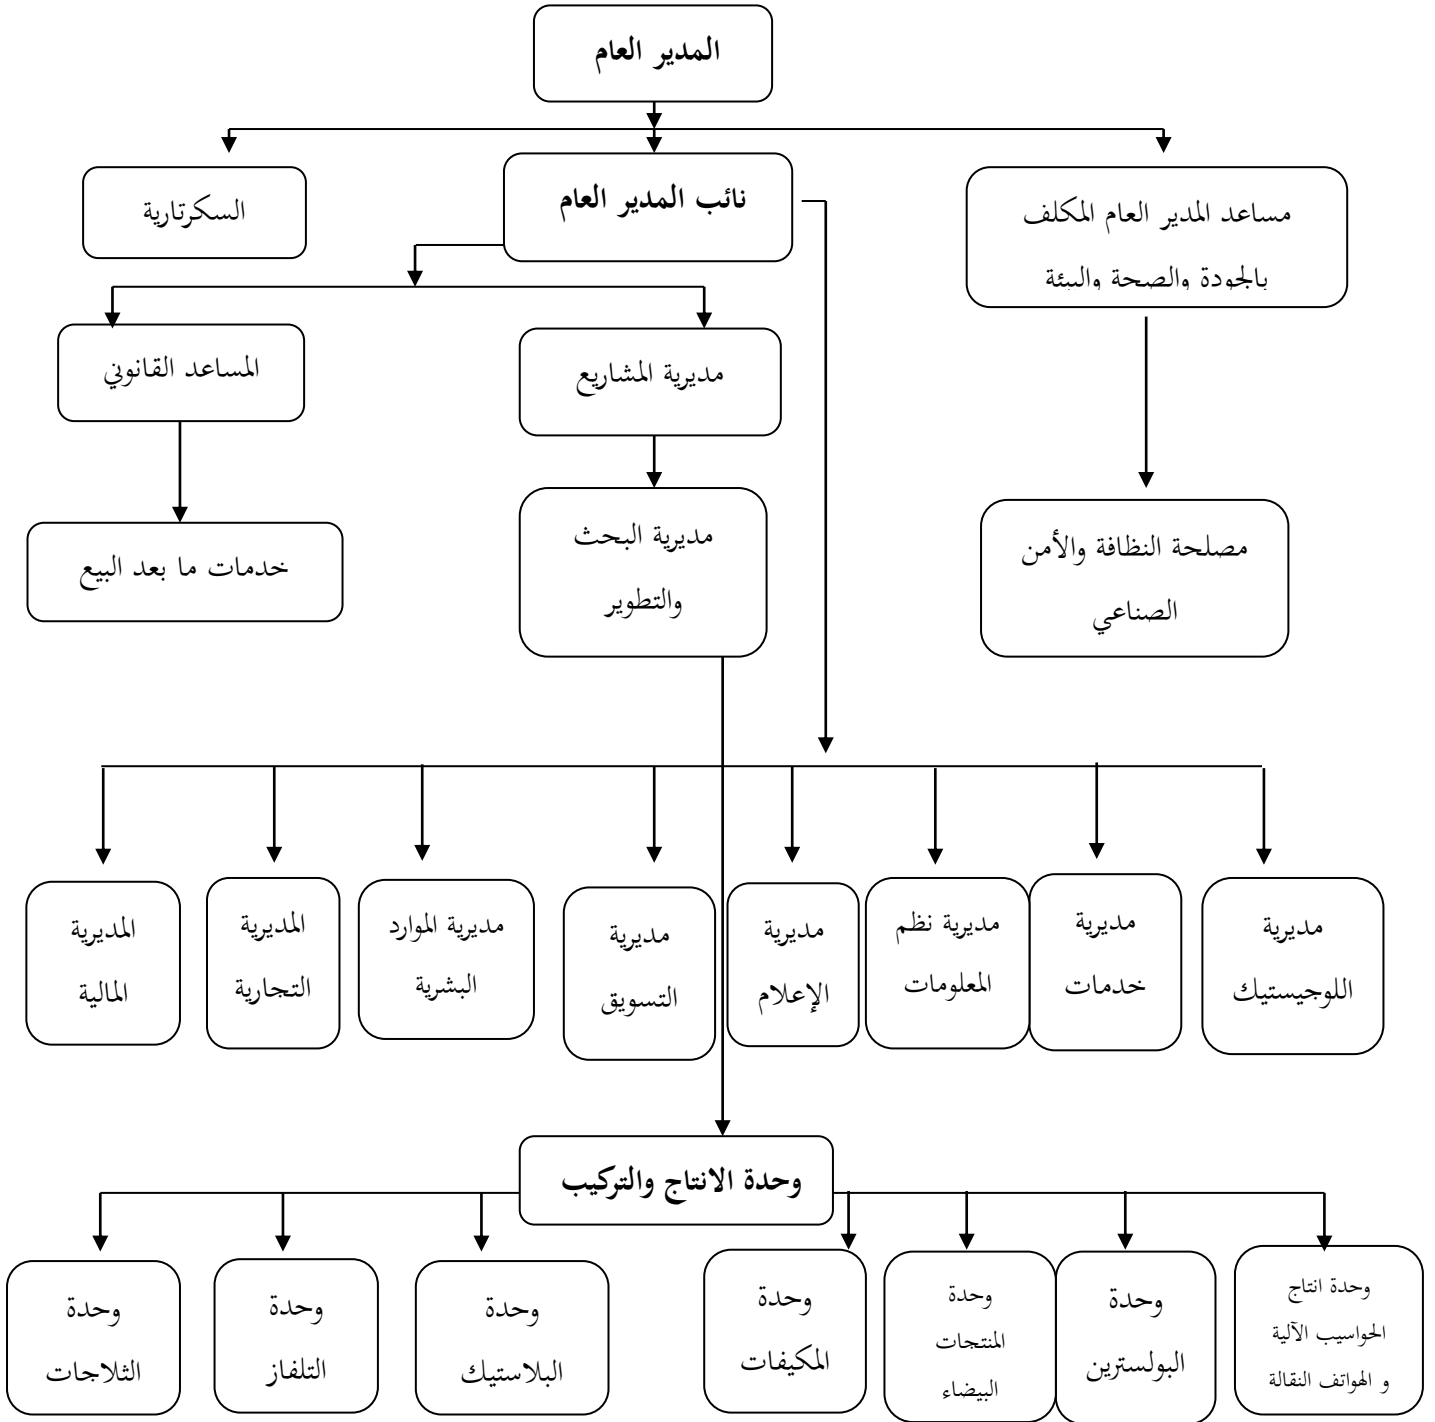 المدير العام
مساعد المدير العام المكلف
بالجودة والصحة والبيئة
نائب المدير العام
السكرتارية
مديرية المشاريع
المساعد القانوني
مصلحة النظافة والأمن
الصناعي
مديرية البحث
والتطوير
خدمات ما بعد البيع
مديرية
اللوجيستيك
مديرية
خدمات
مديرية نظم
المعلومات
مديرية
الإعلام
مديرية
التسويق
مديرية الموارد
البشرية
المديرية
التجارية
المديرية
المالية
وحدة الانتاج والتركيب
وحدة انتاج
الحواسيب الآلية
و الهواتف النقالة
وحدة
البولسترين
وحدة
المنتجات
البيضاء
وحدة
المكيفات
وحدة
البلاستيك
وحدة
التلفاز
وحدة
الثلاجات